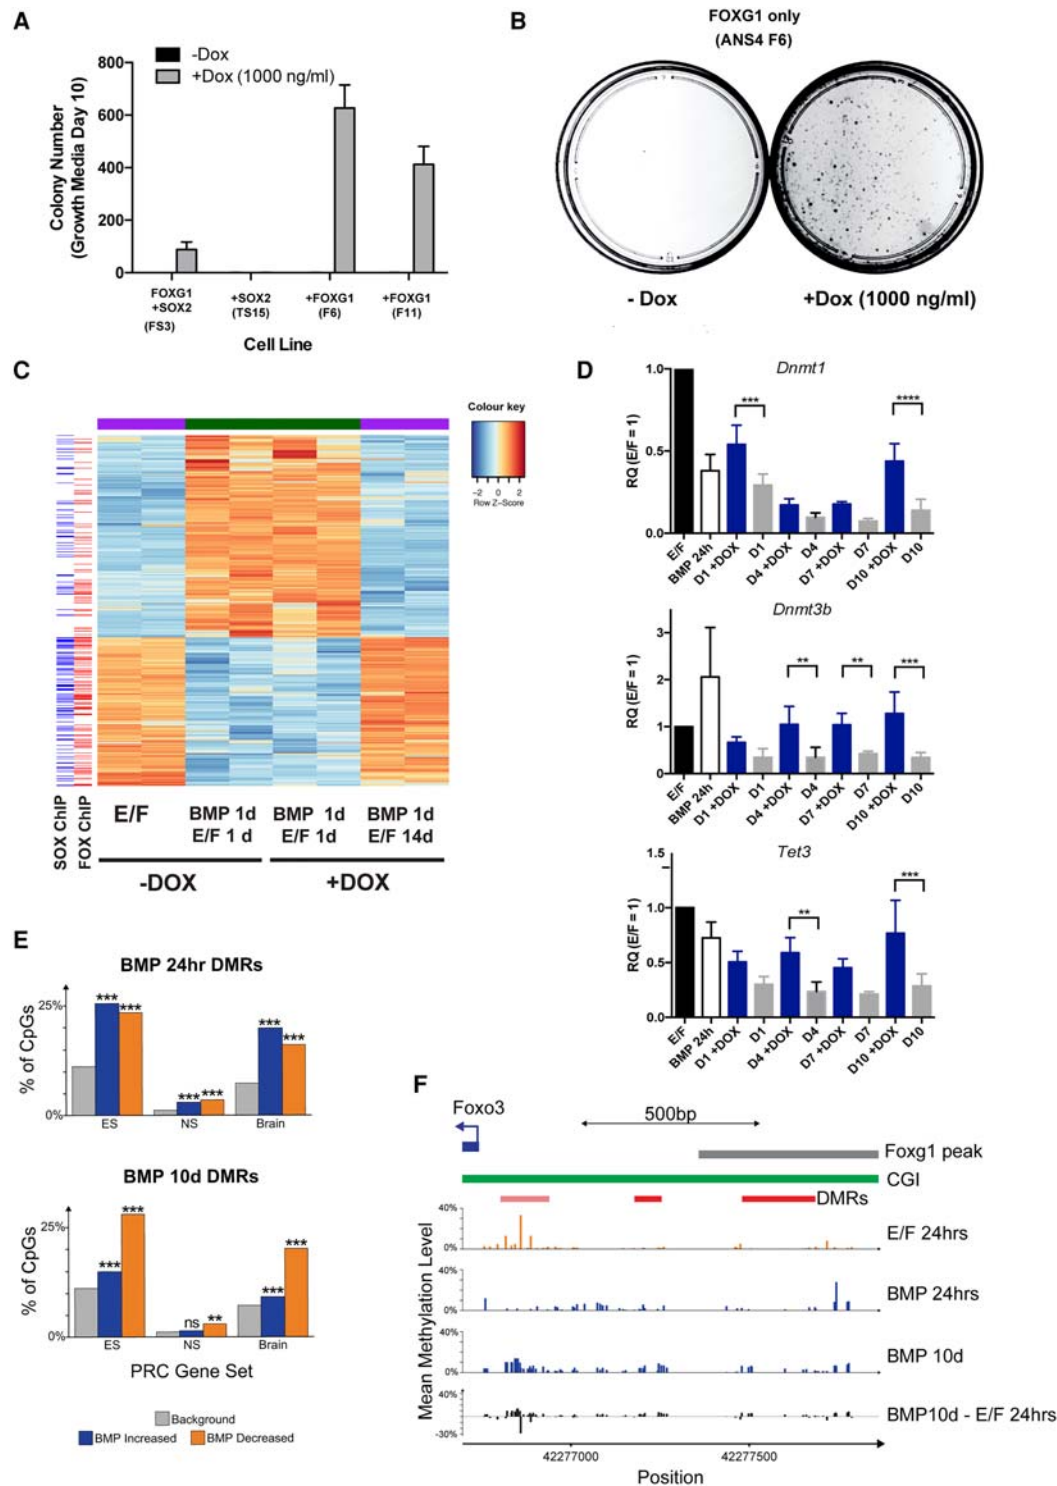 A
-Dox
+Dox (1000 ng/ml)
Colony Number
(Growth Media Day 10)
800
600
400
200
0
FOXG1
+SOX2
(FS3)
+SOX2
(TS15)
+FOXG1
(F6)
+FOXG1
(F11)
Cell Line
B
FOXG1 only
(ANS4 F6)
- Dox
+Dox (1000 ng/ml)
C
Colour key
-2 0 2
Row Z-Score
SOX ChIP
FOX ChIP
E/F
BMP 1d
E/F 1 d
BMP 1d
E/F 1d
BMP 1d
E/F 14d
-DOX
+DOX
D
Dnmt1
RQ (E/F = 1)
1.0
0.5
0.0
***
****
E/F
BMP 24h
D1 +DOX
D1
D4 +DOX
D4
D7 +DOX
D7
D10 +DOX
D10
Dnmt3b
RQ (E/F = 1)
3
2
1
0
**
**
***
E/F
BMP 24h
D1 +DOX
D1
D4 +DOX
D4
D7 +DOX
D7
D10 +DOX
D10
Tet3
RQ (E/F = 1)
1.5
1.0
0.5
0.0
**
***
E/F
BMP 24h
D1 +DOX
D1
D4 +DOX
D4
D7 +DOX
D7
D10 +DOX
D10
E
BMP 24hr DMRs
% of CpGs
25%
0%
*** ***
*** ***
*** ***
ES NS Brain
BMP 10d DMRs
% of CpGs
25%
0%
*** ***
ns **
*** ***
ES NS Brain
PRC Gene Set
Background
BMP Increased
BMP Decreased
F
Foxo3
500bp
Foxg1 peak
CGI
DMRs
Mean Methylation Level
40%
0%
E/F 24hrs
40%
0%
BMP 24hrs
40%
0%
BMP 10d
40%
-30%
BMP10d - E/F 24hrs
42277000 42277500
Position